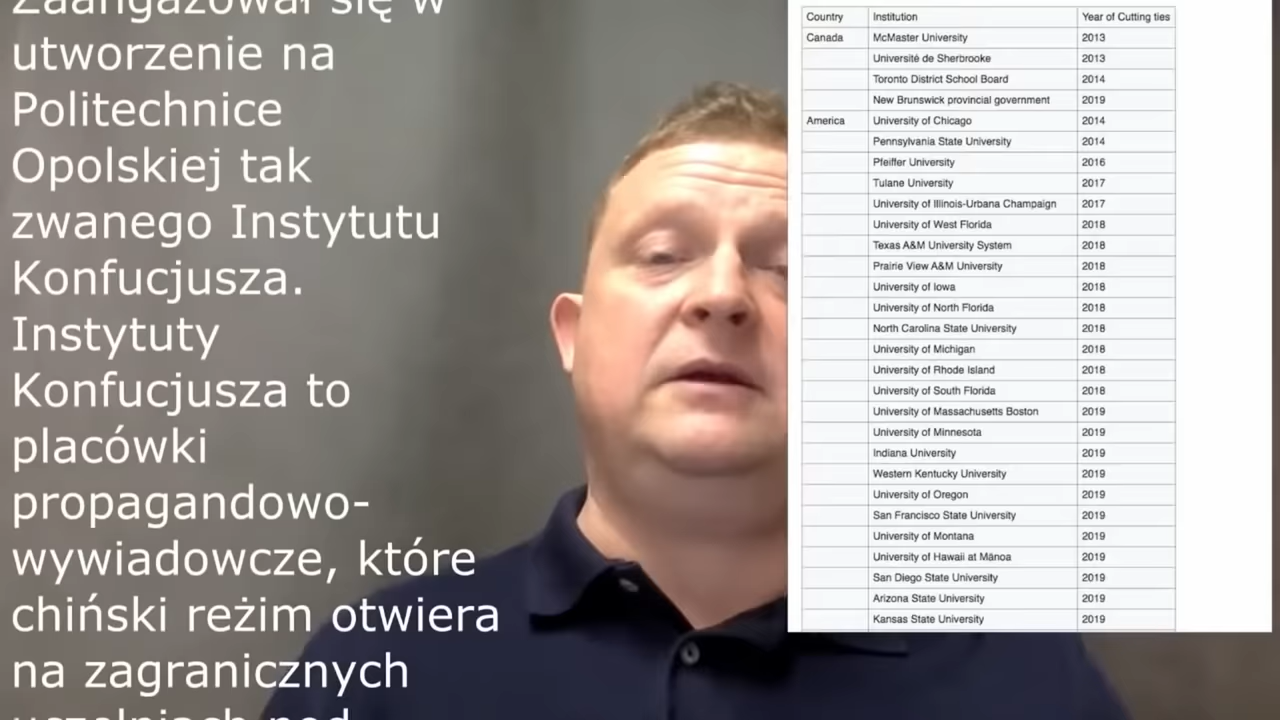 Zaangażował się w
utworzenie na
Politechnice
Opolskiej tak
zwanego Instytutu
Konfucjusza.
Instytuty
Konfucjusza to
placówki
propagandowo-
wywiadowcze, które
chiński reżim otwiera
na zagranicznych
uczelniach pod
Country Institution Year of Cutting ties
Canada McMaster University 2013
Université de Sherbrooke 2013
Toronto District School Board 2014
New Brunswick provincial government 2019
America University of Chicago 2014
Pennsylvania State University 2014
Pfeiffer University 2016
Tulane University 2017
University of Illinois-Urbana Champaign 2017
University of West Florida 2018
Texas A&M University System 2018
Prairie View A&M University 2018
University of Iowa 2018
University of North Florida 2018
North Carolina State University 2018
University of Michigan 2018
University of Rhode Island 2018
University of South Florida 2018
University of Massachusetts Boston 2019
University of Minnesota 2019
Indiana University 2019
Western Kentucky University 2019
University of Oregon 2019
San Francisco State University 2019
University of Montana 2019
University of Hawaii at Mānoa 2019
San Diego State University 2019
Arizona State University 2019
Kansas State University 2019